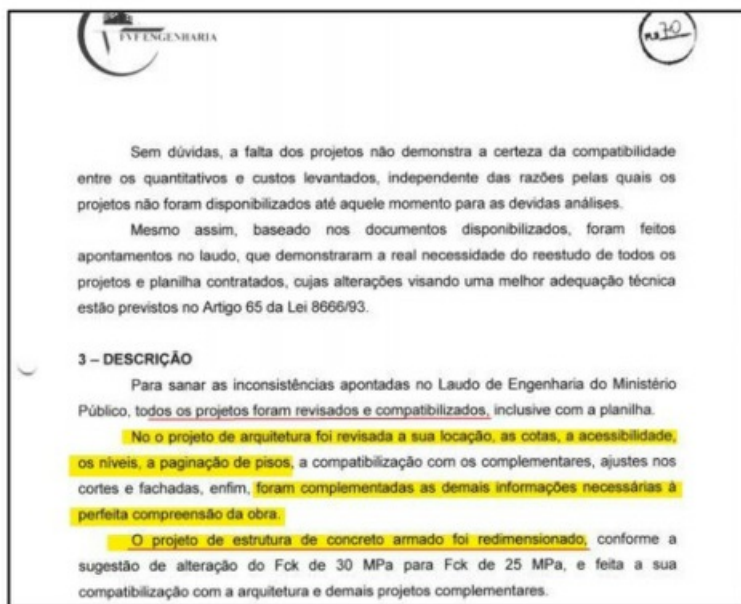 FVF ENGENHARIA
70
Sem dúvidas, a falta dos projetos não demonstra a certeza da compatibilidade
entre os quantitativos e custos levantados, independente das razões pelas quais os
projetos não foram disponibilizados até aquele momento para as devidas análises.
Mesmo assim, baseado nos documentos disponibilizados, foram feitos
apontamentos no laudo, que demonstraram a real necessidade do reestudo de todos os
projetos e planilha contratados, cujas alterações visando uma melhor adequação técnica
estão previstos no Artigo 65 da Lei 8666/93.
3 – DESCRIÇÃO
Para sanar as inconsistências apontadas no Laudo de Engenharia do Ministério
Público, todos os projetos foram revisados e compatibilizados, inclusive com a planilha.
No o projeto de arquitetura foi revisada a sua locação, as cotas, a acessibilidade,
os níveis, a paginação de pisos, a compatibilização com os complementares, ajustes nos
cortes e fachadas, enfim, foram complementadas as demais informações necessárias à
perfeita compreensão da obra.
O projeto de estrutura de concreto armado foi redimensionado, conforme a
sugestão de alteração do Fck de 30 MPa para Fck de 25 MPa, e feita a sua
compatibilização com a arquitetura e demais projetos complementares.